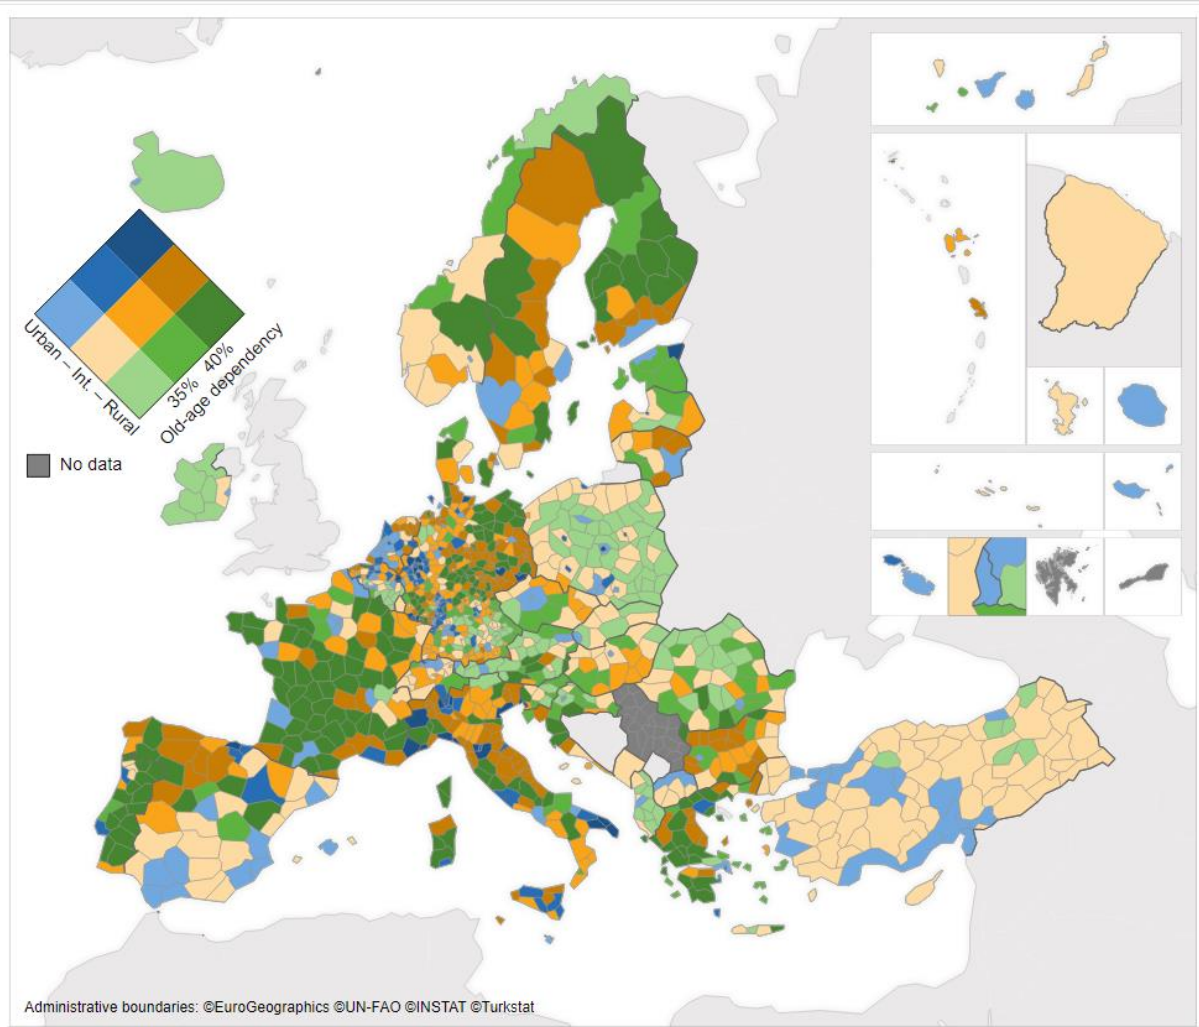 Urban – Int. – Rural
35% 40%
Old-age dependency
No data
Administrative boundaries: ©EuroGeographics ©UN-FAO ©INSTAT ©Turkstat